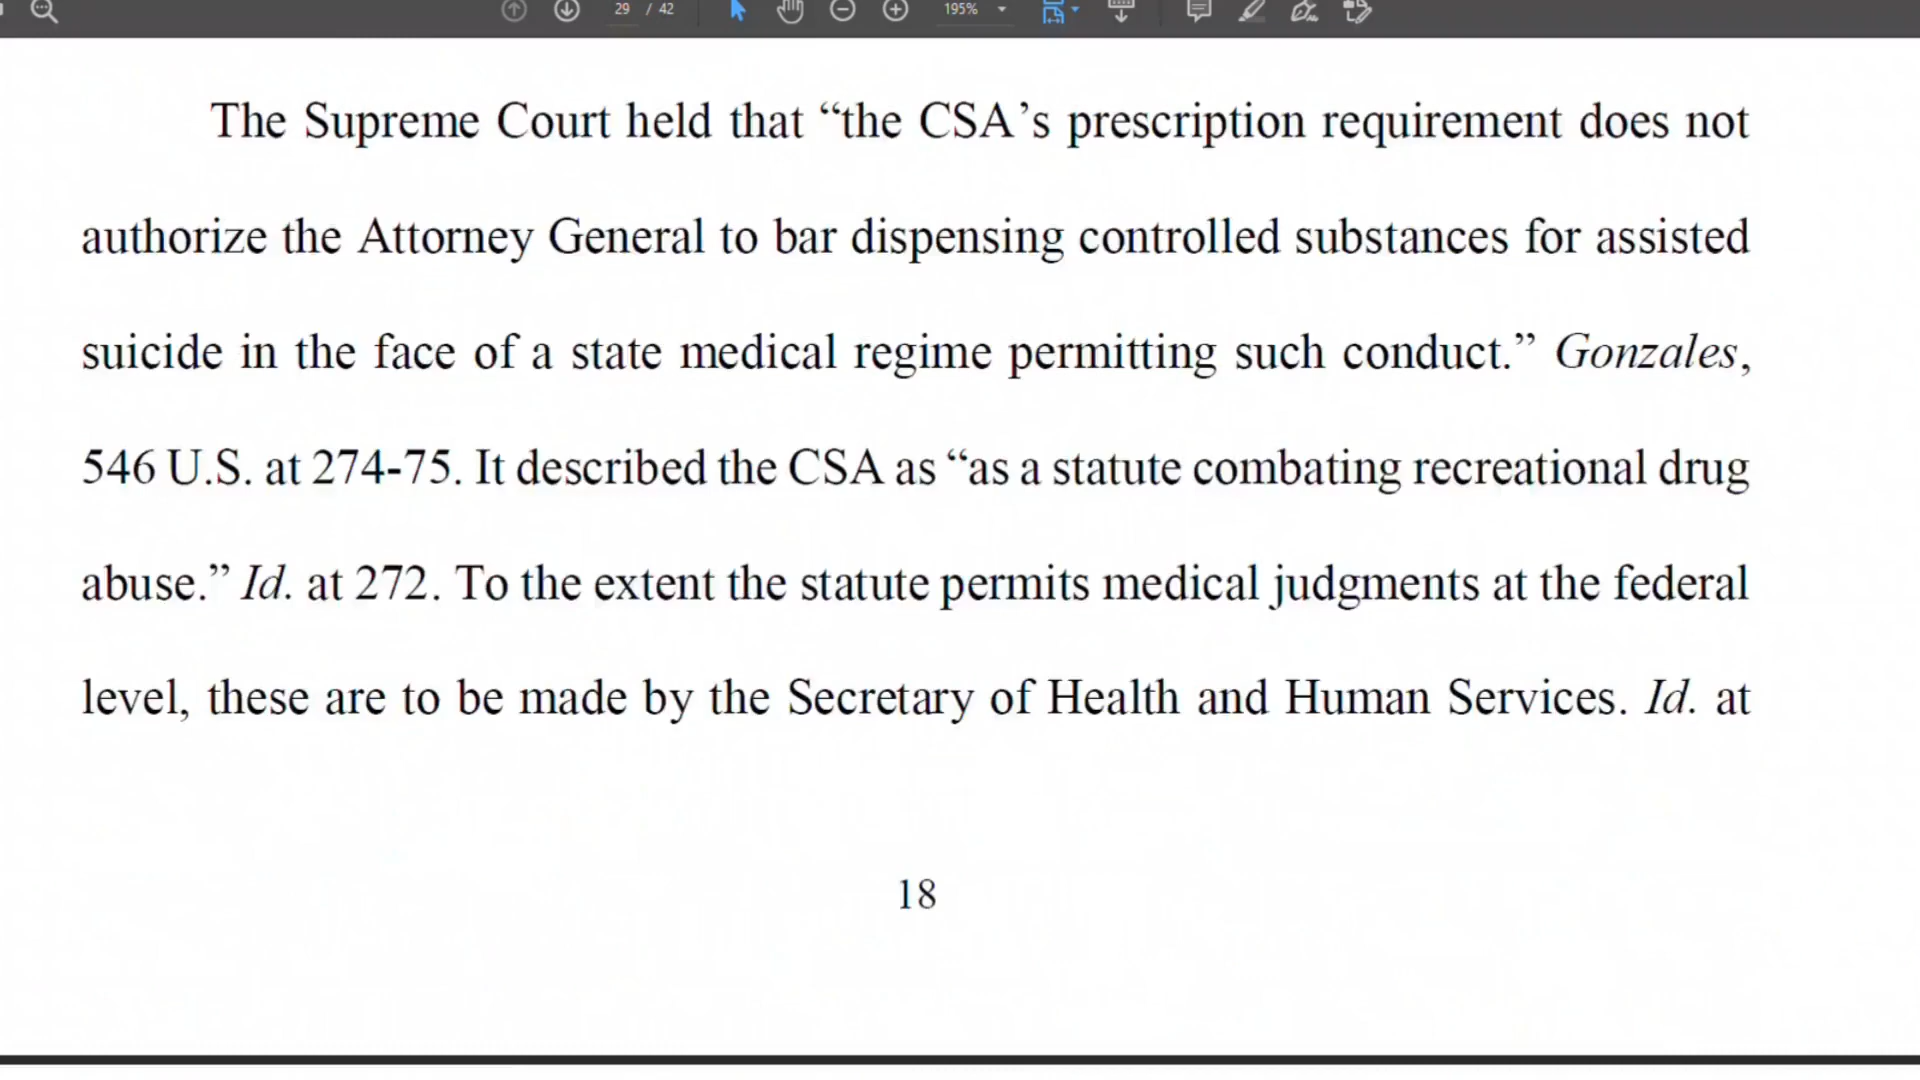 29 / 42 195%
The Supreme Court held that “the CSA’s prescription requirement does not
authorize the Attorney General to bar dispensing controlled substances for assisted
suicide in the face of a state medical regime permitting such conduct.” Gonzales,
546 U.S. at 274-75. It described the CSA as “as a statute combating recreational drug
abuse.” Id. at 272. To the extent the statute permits medical judgments at the federal
level, these are to be made by the Secretary of Health and Human Services. Id. at
18